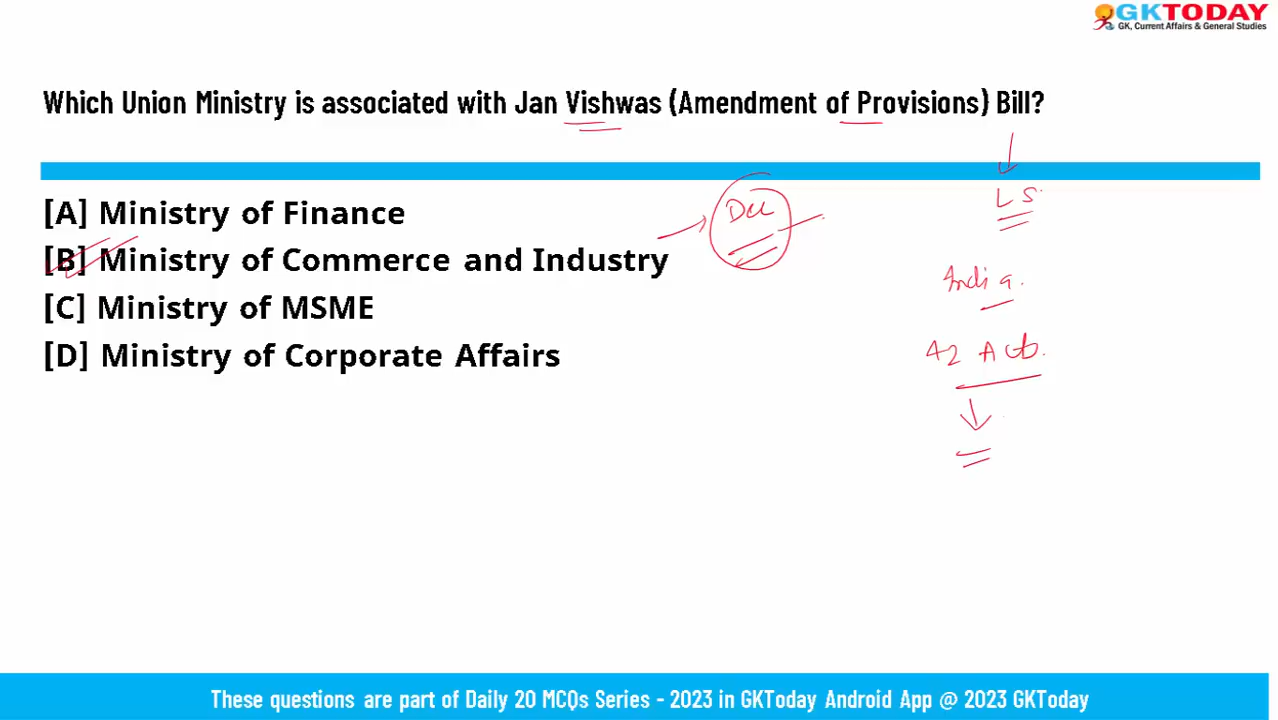 GKTODAY
GK, Current Affairs & General Studies
Which Union Ministry is associated with Jan Vishwas (Amendment of Provisions) Bill?
[A] Ministry of Finance
[B] Ministry of Commerce and Industry
[C] Ministry of MSME
[D] Ministry of Corporate Affairs
LS
India.
42 Acts.
These questions are part of Daily 20 MCQs Series - 2023 in GKToday Android App @ 2023 GKToday